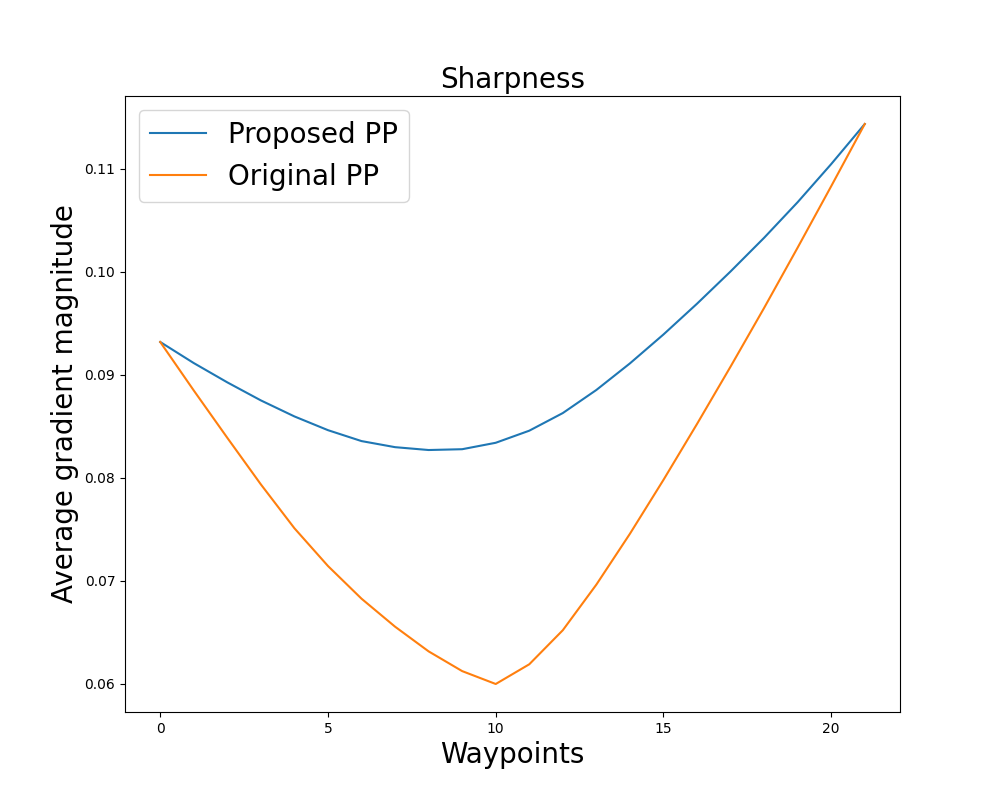 Sharpness
Proposed PP
Original PP
Average gradient magnitude
0.11
0.10
0.09
0.08
0.07
0.06
0
5
10
15
20
Waypoints